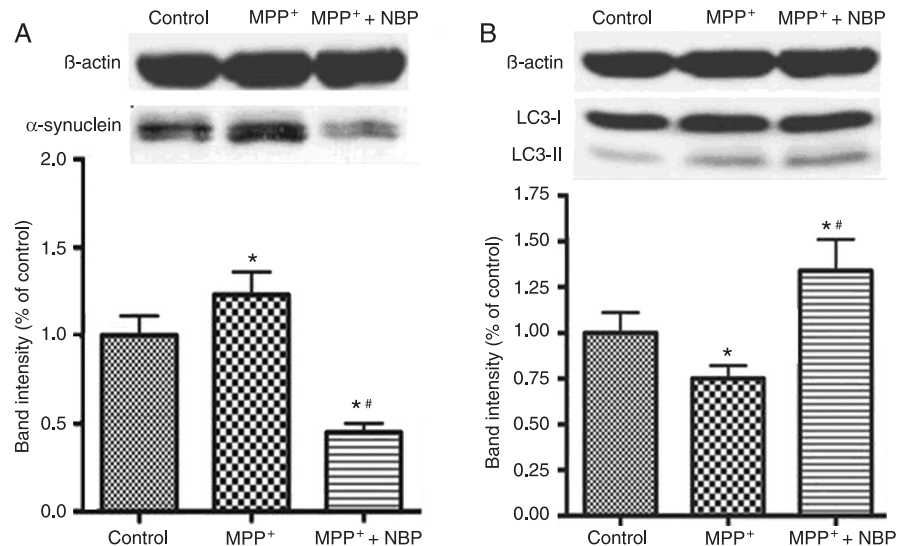 A
Control MPP⁺ MPP⁺ + NBP
ß-actin
α-synuclein
Band intensity (% of control)
2.0
1.5
1.0
0.5
0.0
*
* #
Control MPP⁺ MPP⁺ + NBP
B
Control MPP⁺ MPP⁺ + NBP
ß-actin
LC3-I
LC3-II
Band intensity (% of control)
1.75
1.50
1.25
1.00
0.75
0.50
0.25
0.00
*
* #
Control MPP⁺ MPP⁺ + NBP